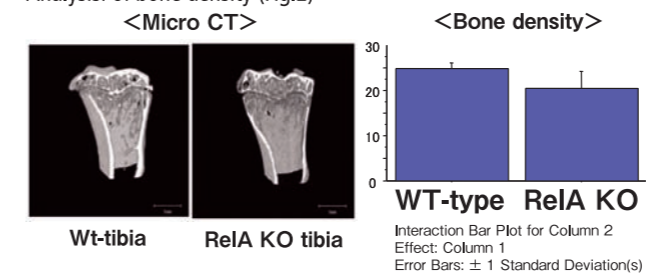 <Micro CT>
<Bone density>
Wt-tibia
RelA KO tibia
30
20
10
0
WT-type
RelA KO
Interaction Bar Plot for Column 2
Effect: Column 1
Error Bars: ± 1 Standard Deviation(s)